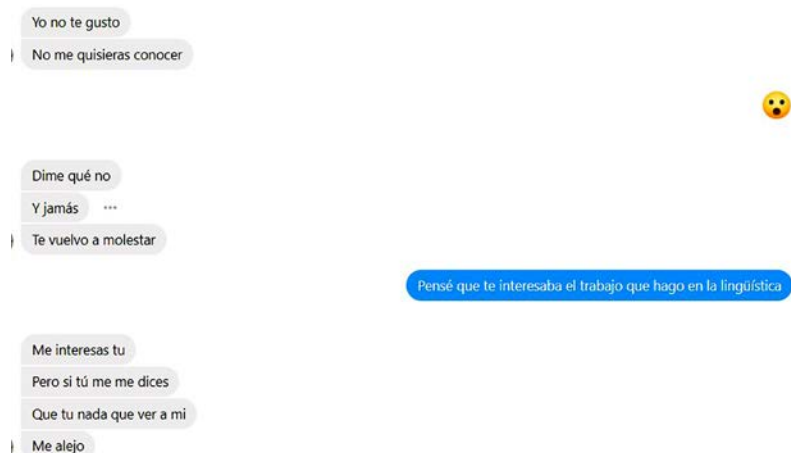 Yo no te gusto
No me quisieras conocer
Dime qué no
Y jamás
Te vuelvo a molestar
Pensé que te interesaba el trabajo que hago en la lingüística
Me interesas tu
Pero si tú me me dices
Que tu nada que ver a mi
Me alejo